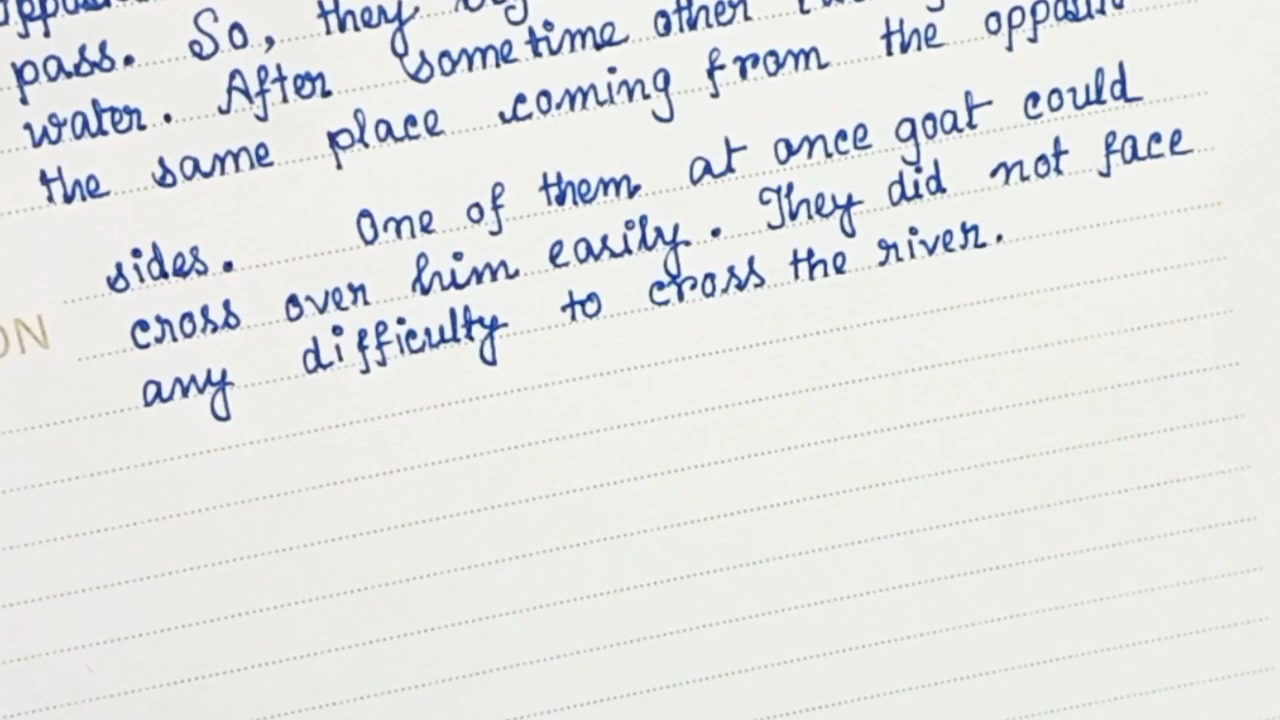 pass. So, they
water. After sometime other
the same place coming from the
sides. One of them at once goat could
cross over him easily. They did not face
any difficulty to cross the river.
ON